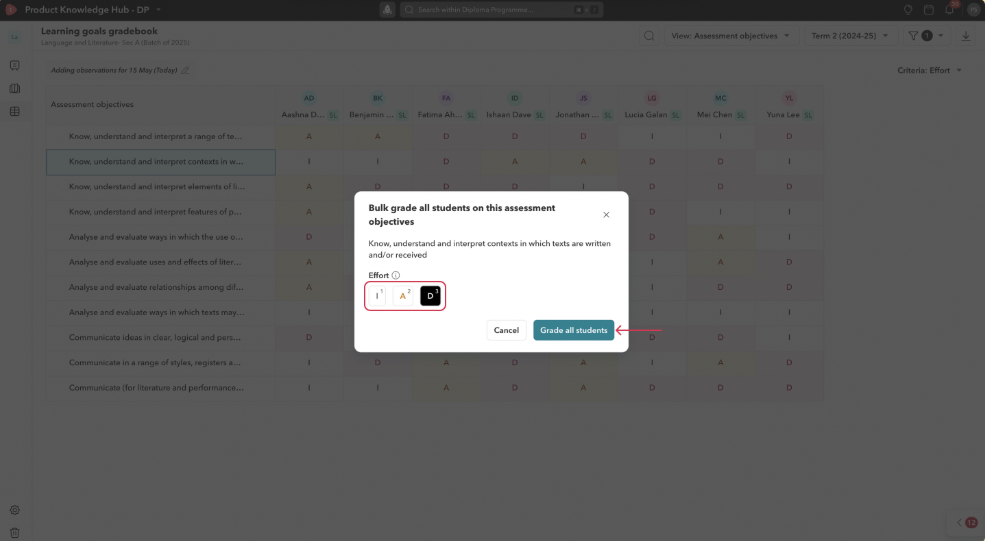 Product Knowledge Hub - DP
Search within Diploma Programme...
Learning goals gradebook
Language and Literature- Sec A (Batch of 2025)
View: Assessment objectives
Term 2 (2024-25)
1
Adding observations for 15 May (Today)
Criteria: Effort
Assessment objectives
AD BK FA ID JS LG MC YL
Aashna D... SL Benjamin ... SL Fatima Ah... SL Ishaan Dave SL Jonathan ... SL Lucia Galan SL Mei Chen SL Yuna Lee SL
Know, understand and interpret a range of te... A A D D D I I D
Know, understand and interpret contexts in w... I I D A A D D I
Know, understand and interpret elements of li... A D D D I D D I
Know, understand and interpret features of p... A D I I
Analyse and evaluate ways in which the use o... D D A I
Analyse and evaluate uses and effects of liter... A I A D
Analyse and evaluate relationships among dif... A I D D
Analyse and evaluate ways in which texts may... I I I I
Communicate ideas in clear, logical and pers... D D D I
Communicate in a range of styles, registers a... I D A D A I A D
Communicate (for literature and performance... I I A D A D D D
Bulk grade all students on this assessment
objectives
Know, understand and interpret contexts in which texts are written
and/or received
Effort
I 1 A 2 D 3
Cancel Grade all students
13